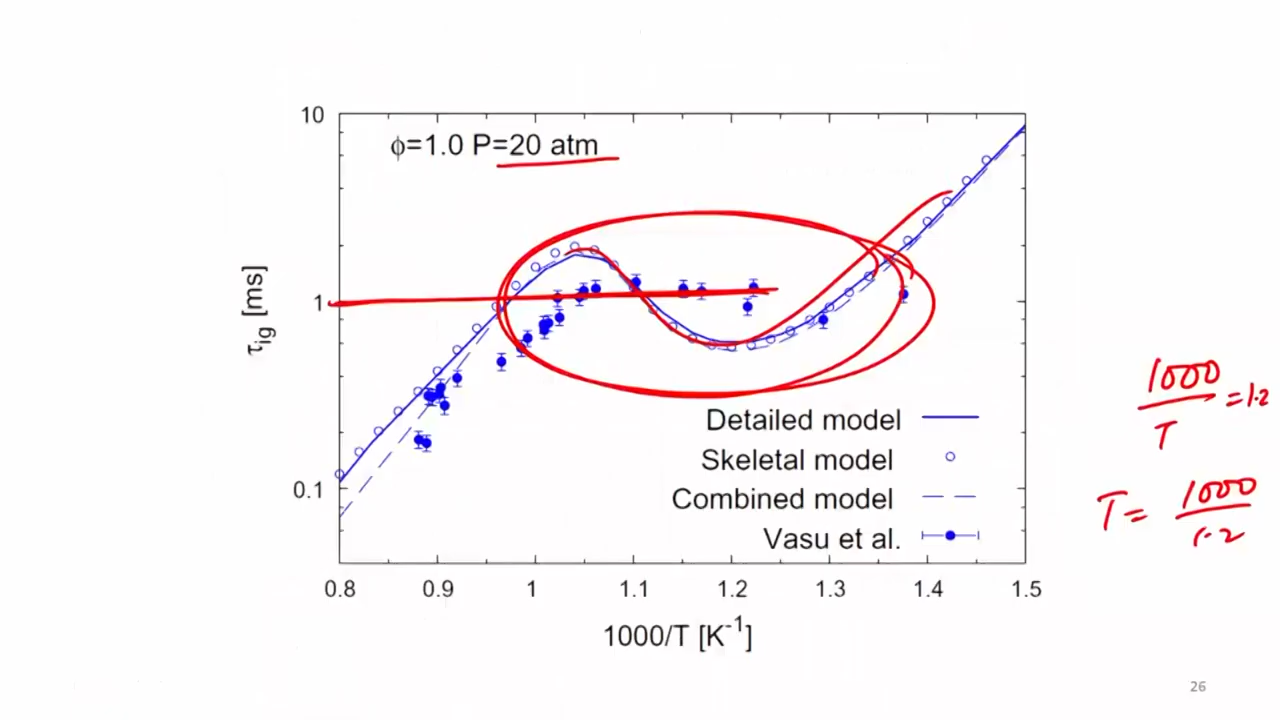 ϕ=1.0 P=20 atm
10
1
0.1
τig [ms]
Detailed model
Skeletal model
Combined model
Vasu et al.
0.8 0.9 1 1.1 1.2 1.3 1.4 1.5
1000/T [K-1]
1000/T = 1.2
T = 1000/1.2
26